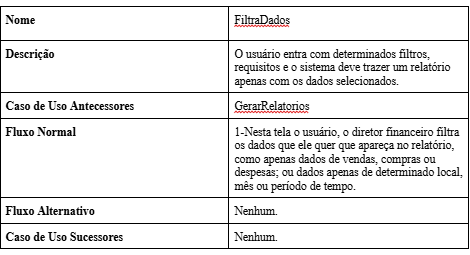 Nome FiltraDados
Descrição O usuário entra com determinados filtros,
requisitos e o sistema deve trazer um relatório
apenas com os dados selecionados.
Caso de Uso Antecessores GerarRelatorios
Fluxo Normal 1-Nesta tela o usuário, o diretor financeiro filtra
os dados que ele quer que apareça no relatório,
como apenas dados de vendas, compras ou
despesas; ou dados apenas de determinado local,
mês ou período de tempo.
Fluxo Alternativo Nenhum.
Caso de Uso Sucessores Nenhum.